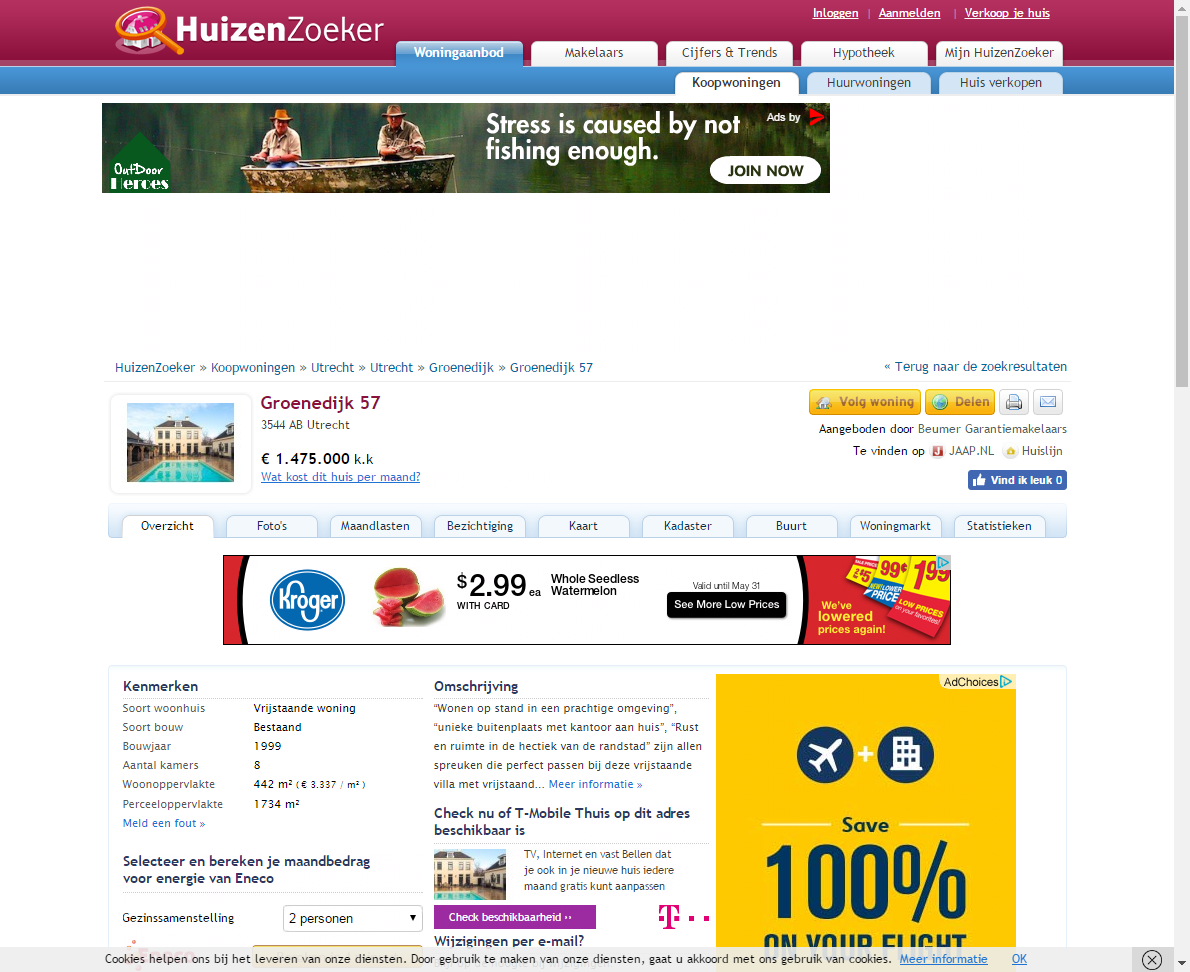 Inloggen | Aanmelden | Verkoop je huis
HuizenZoeker
Woningaanbod Makelaars Cijfers & Trends Hypotheek Mijn HuizenZoeker
Koopwoningen Huurwoningen Huis verkopen
Stress is caused by not
fishing enough.
Ads by
JOIN NOW
OutDoor
Heroes
HuizenZoeker » Koopwoningen » Utrecht » Utrecht » Groenedijk » Groenedijk 57
« Terug naar de zoekresultaten
Groenedijk 57
3544 AB Utrecht
€ 1.475.000 k.k
Wat kost dit huis per maand?
Volg woning Delen
Aangeboden door Beumer Garantiemakelaars
Te vinden op JAAP.NL Huislijn
Vind ik leuk 0
Overzicht Foto's Maandlasten Bezichtiging Kaart Kadaster Buurt Woningmarkt Statistieken
Kroger
$2.99 ea
WITH CARD
Whole Seedless
Watermelon
Valid until May 31
See More Low Prices
We've
lowered
prices again!
Kenmerken
Soort woonhuis Vrijstaande woning
Soort bouw Bestaand
Bouwjaar 1999
Aantal kamers 8
Woonoppervlakte 442 m² ( € 3.337 / m² )
Perceeloppervlakte 1734 m²
Meld een fout »
Selecteer en bereken je maandbedrag
voor energie van Eneco
Gezinssamenstelling 2 personen
Omschrijving
“Wonen op stand in een prachtige omgeving”,
“unieke buitenplaats met kantoor aan huis”, “Rust
en ruimte in de hectiek van de randstad” zijn allen
spreuken die perfect passen bij deze vrijstaande
villa met vrijstaand... Meer informatie »
Check nu of T-Mobile Thuis op dit adres
beschikbaar is
TV, Internet en vast Bellen dat
je ook in je nieuwe huis iedere
maand gratis kunt aanpassen
Check beschikbaarheid ››
T
Wijzigingen per e-mail?
AdChoices
+
Save
100%
ON YOUR FLIGHT
Cookies helpen ons bij het leveren van onze diensten. Door gebruik te maken van onze diensten, gaat u akkoord met ons gebruik van cookies. Meer informatie OK